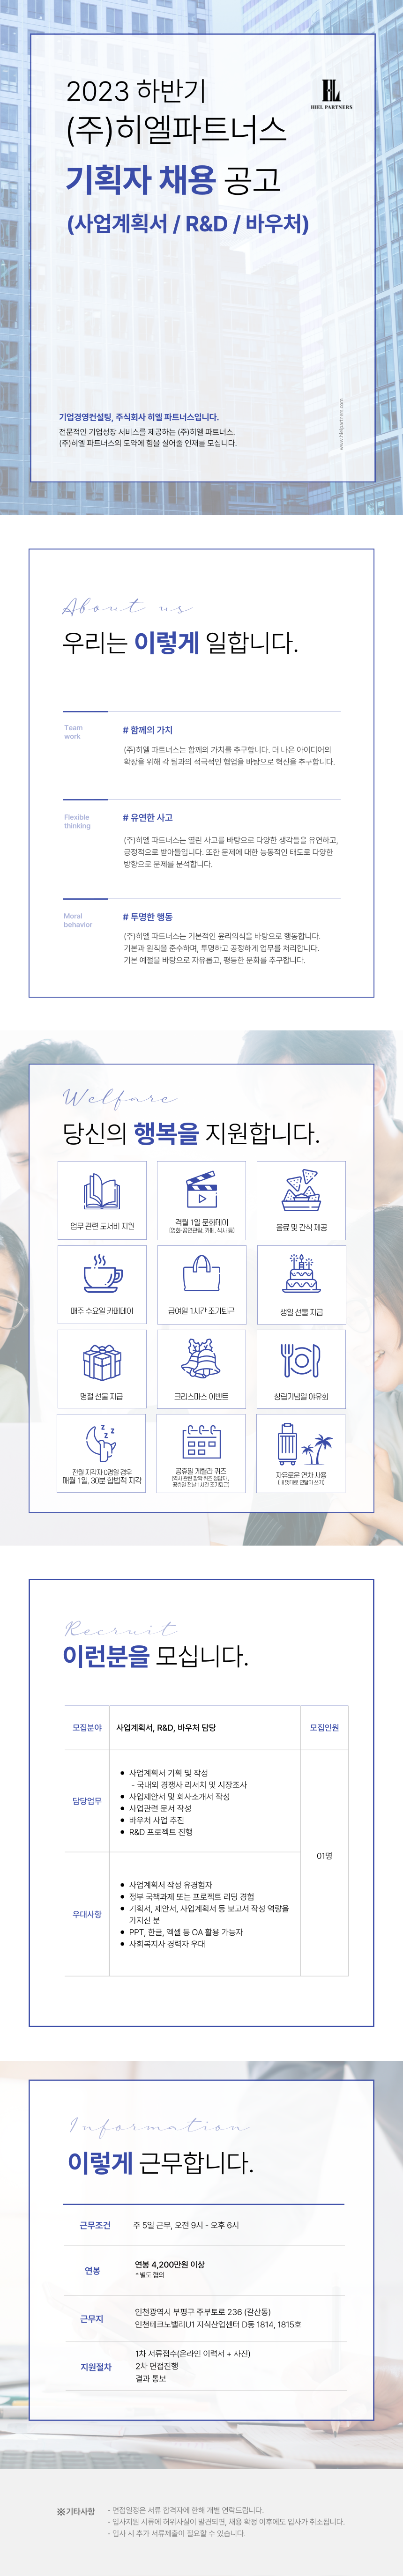 2023 하반기
(주)히엘파트너스
기획자 채용 공고
(사업계획서 / R&D / 바우처)
HL
HIEL PARTNERS
기업경영컨설팅, 주식회사 히엘 파트너스입니다.
전문적인 기업성장 서비스를 제공하는 (주)히엘 파트너스.
(주)히엘 파트너스의 도약에 힘을 실어줄 인재를 모십니다.
www.hielpartners.com
About us
우리는 이렇게 일합니다.
Team
work
# 함께의 가치
(주)히엘 파트너스는 함께의 가치를 추구합니다. 더 나은 아이디어의
확장을 위해 각 팀과의 적극적인 협업을 바탕으로 혁신을 추구합니다.
Flexible
thinking
# 유연한 사고
(주)히엘 파트너스는 열린 사고를 바탕으로 다양한 생각들을 유연하고,
긍정적으로 받아들입니다. 또한 문제에 대한 능동적인 태도로 다양한
방향으로 문제를 분석합니다.
Moral
behavior
# 투명한 행동
(주)히엘 파트너스는 기본적인 윤리의식을 바탕으로 행동합니다.
기본과 원칙을 준수하며, 투명하고 공정하게 업무를 처리합니다.
기본 예절을 바탕으로 자유롭고, 평등한 문화를 추구합니다.
Welfare
당신의 행복을 지원합니다.
업무 관련 도서비 지원
격월 1일 문화데이
(영화·공연관람, 카페, 식사 등)
음료 및 간식 제공
매주 수요일 카페데이
급여일 1시간 조기퇴근
생일 선물 지급
명절 선물 지급
크리스마스 이벤트
창립기념일 야유회
전월 지각자 0명일 경우
매월 1일, 30분 합법적 지각
공휴일 게릴라 퀴즈
(역사 관련 합동 퀴즈, 정답자,
공휴일 전날 1시간 조기퇴근)
자유로운 연차 사용
(내 멋대로 연달아 쓰기)
Recruit
이런분을 모십니다.
모집분야
사업계획서, R&D, 바우처 담당
모집인원
담당업무
● 사업계획서 기획 및 작성
- 국내외 경쟁사 리서치 및 시장조사
● 사업제안서 및 회사소개서 작성
● 사업관련 문서 작성
● 바우처 사업 추진
● R&D 프로젝트 진행
01명
우대사항
● 사업계획서 작성 유경험자
● 정부 국책과제 또는 프로젝트 리딩 경험
● 기획서, 제안서, 사업계획서 등 보고서 작성 역량을
가지신 분
● PPT, 한글, 엑셀 등 OA 활용 가능자
● 사회복지사 경력자 우대
Information
이렇게 근무합니다.
근무조건
주 5일 근무, 오전 9시 - 오후 6시
연봉
연봉 4,200만원 이상
* 별도 협의
근무지
인천광역시 부평구 주부토로 236 (갈산동)
인천테크노밸리U1 지식산업센터 D동 1814, 1815호
지원절차
1차 서류접수(온라인 이력서 + 사진)
2차 면접진행
결과 통보
※기타사항
- 면접일정은 서류 합격자에 한해 개별 연락드립니다.
- 입사지원 서류에 허위사실이 발견되면, 채용 확정 이후에도 입사가 취소됩니다.
- 입사 시 추가 서류제출이 필요할 수 있습니다.